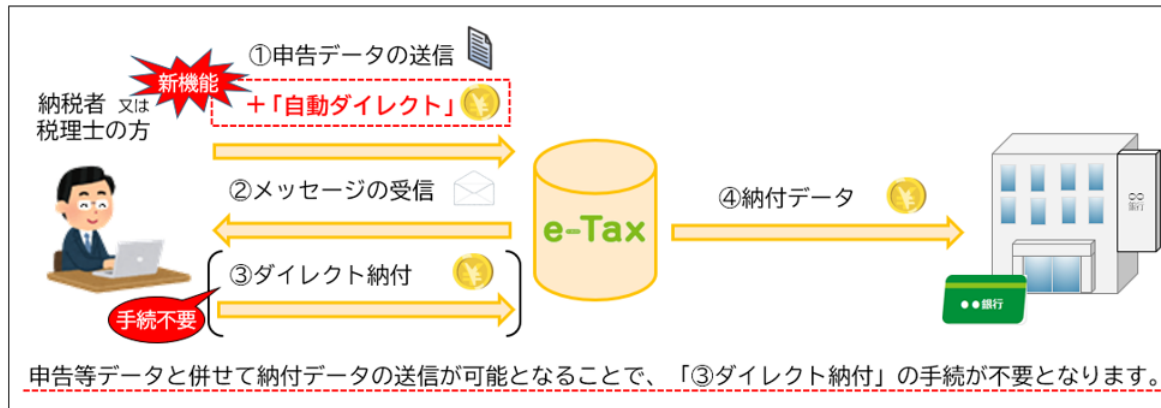 ①申告データの送信
新機能
+「自動ダイレクト」
納税者 又は
税理士の方
②メッセージの受信
③ダイレクト納付
手続不要
e-Tax
④納付データ
∞
銀行
●●銀行
申告等データと併せて納付データの送信が可能となることで、「③ダイレクト納付」の手続が不要となります。